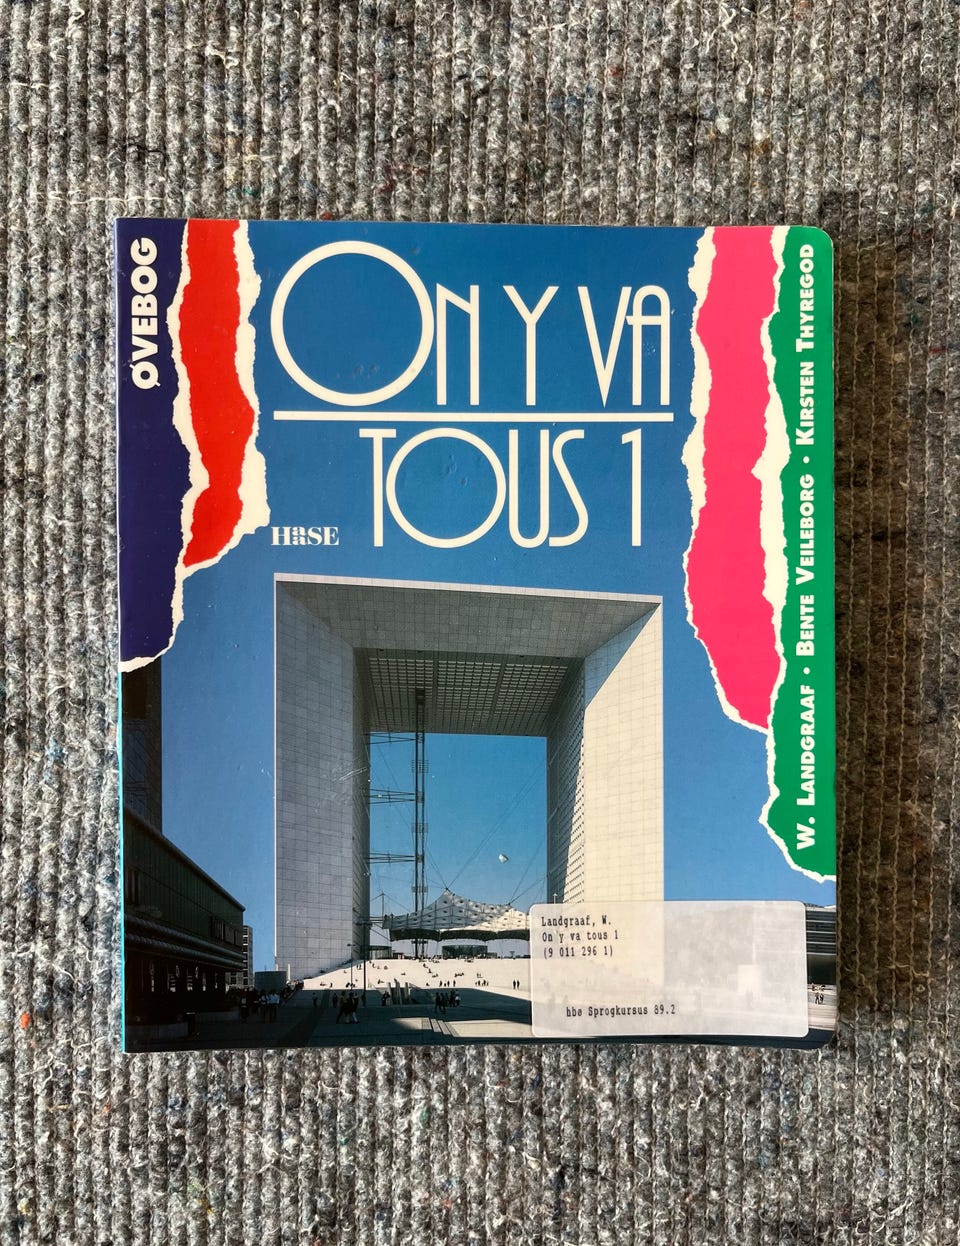 ØVEBOG
ON Y VA
TOUS 1
HaaSE
W. LANDGRAAF • BENTE VEILEBORG • KIRSTEN THYREGOD
Landgraaf, W.
On y va tous 1
(9 011 296 1)
hbø Sprogkursus 89.2